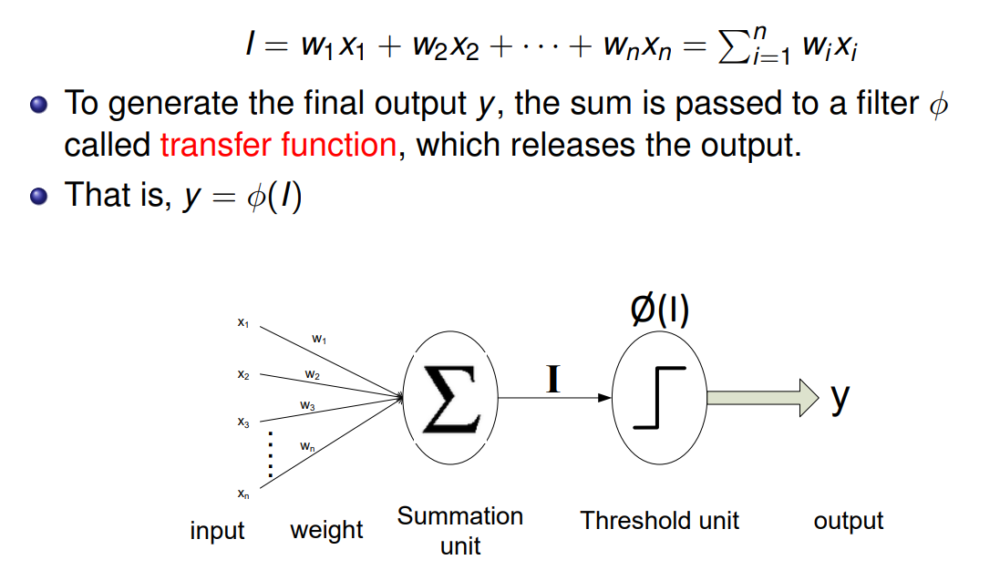 I = w₁x₁ + w₂x₂ + ··· + wₙxₙ = ∑ⁿᵢ₌₁ wᵢxᵢ
To generate the final output y, the sum is passed to a filter ϕ
called transfer function, which releases the output.
That is, y = ϕ(I)
Ø(I)
x₁
w₁
x₂
w₂
x₃
w₃
xₙ
wₙ
Σ
I
y
input
weight
Summation
unit
Threshold unit
output